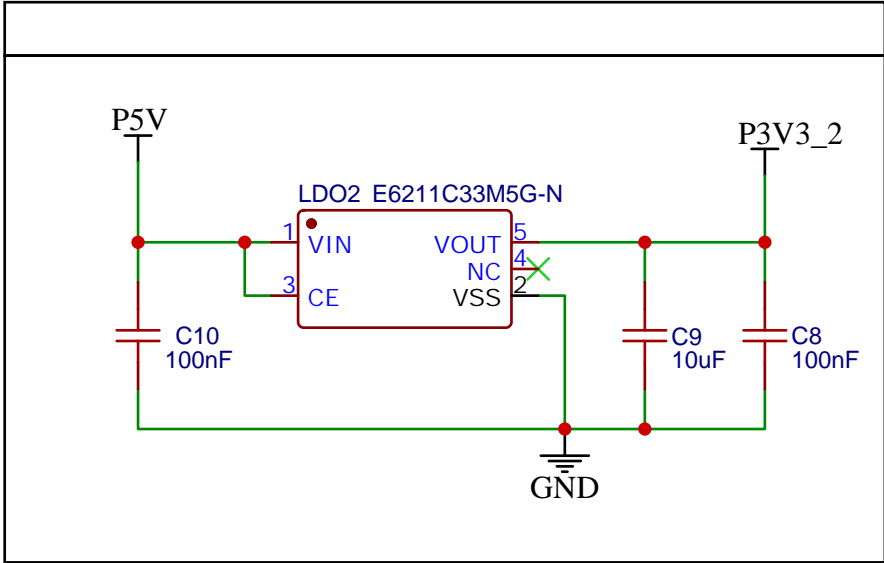 P5V
P3V3_2
LDO2 E6211C33M5G-N
1 VIN VOUT 5
NC 4
3 CE VSS 2
C10
100nF
C9
10uF
C8
100nF
GND